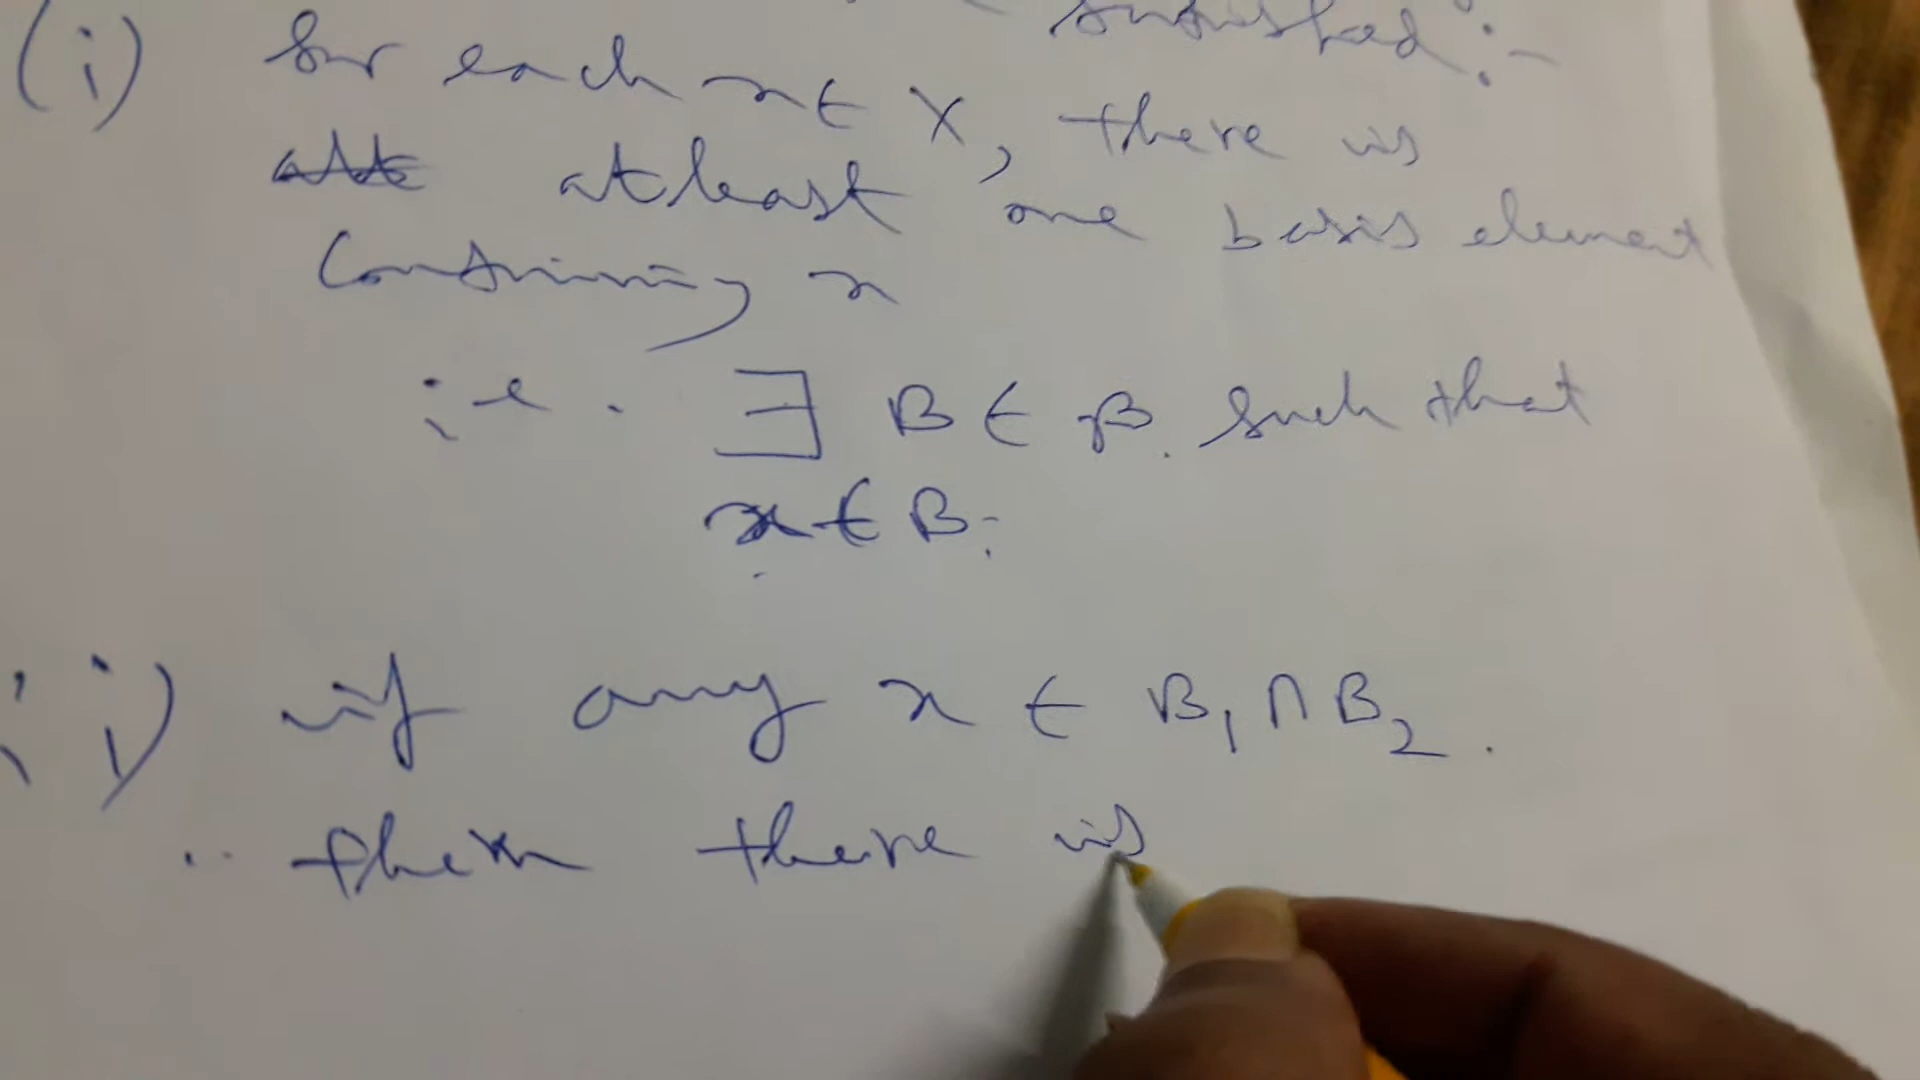 satisfied :-
(i) for each x ∈ X, there is
atleast one basis element
Containing x
i.e. ∃ B ∈ β. such that
x ∈ B.
ii) if any x ∈ B₁ ∩ B₂.
then there is